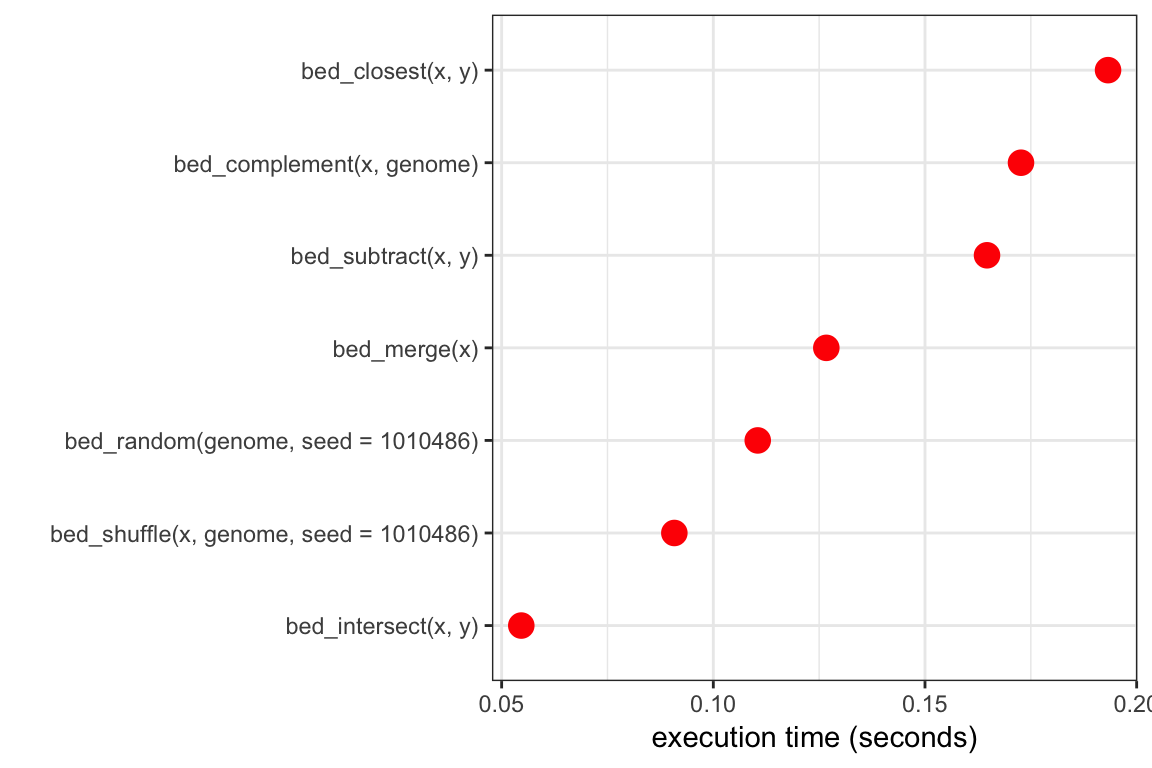 bed_closest(x, y)
bed_complement(x, genome)
bed_subtract(x, y)
bed_merge(x)
bed_random(genome, seed = 1010486)
bed_shuffle(x, genome, seed = 1010486)
bed_intersect(x, y)
0.05 0.10 0.15 0.20
execution time (seconds)